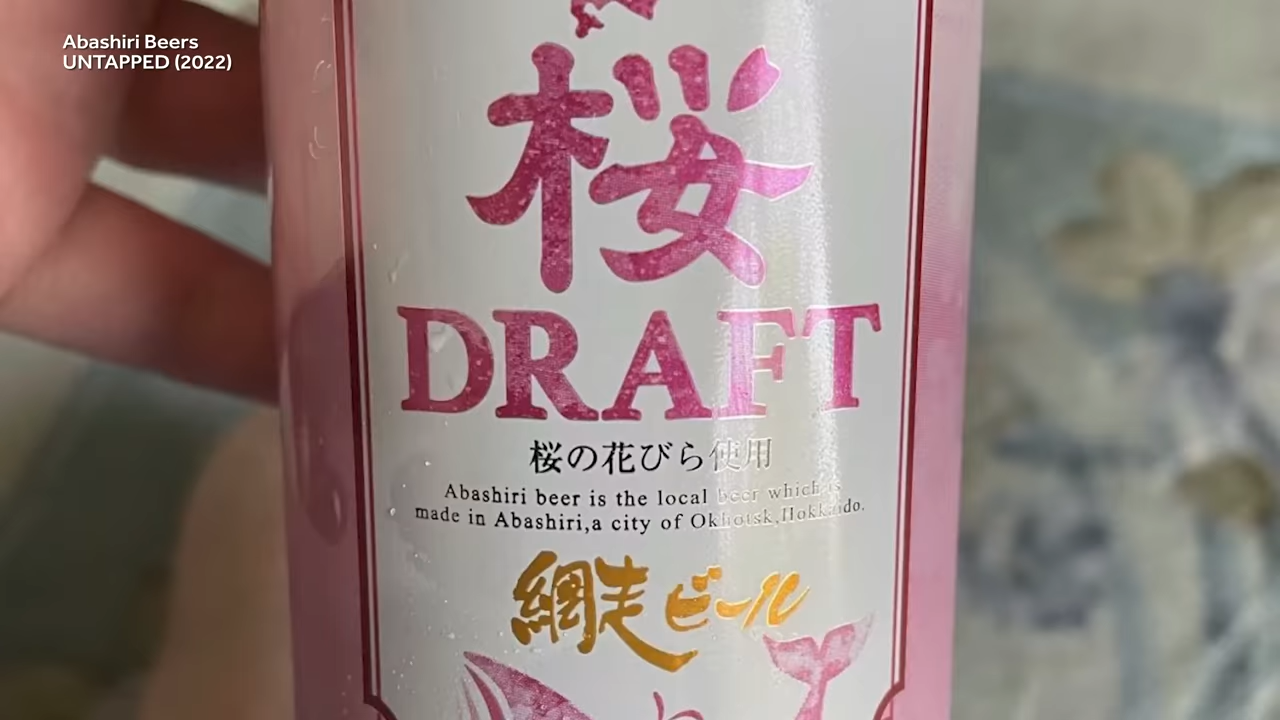 Abashiri Beers
UNTAPPED (2022)
桜
DRAFT
桜の花びら使用
Abashiri beer is the local beer which is
made in Abashiri,a city of Okhotsk,Hokkaido.
網走ビール